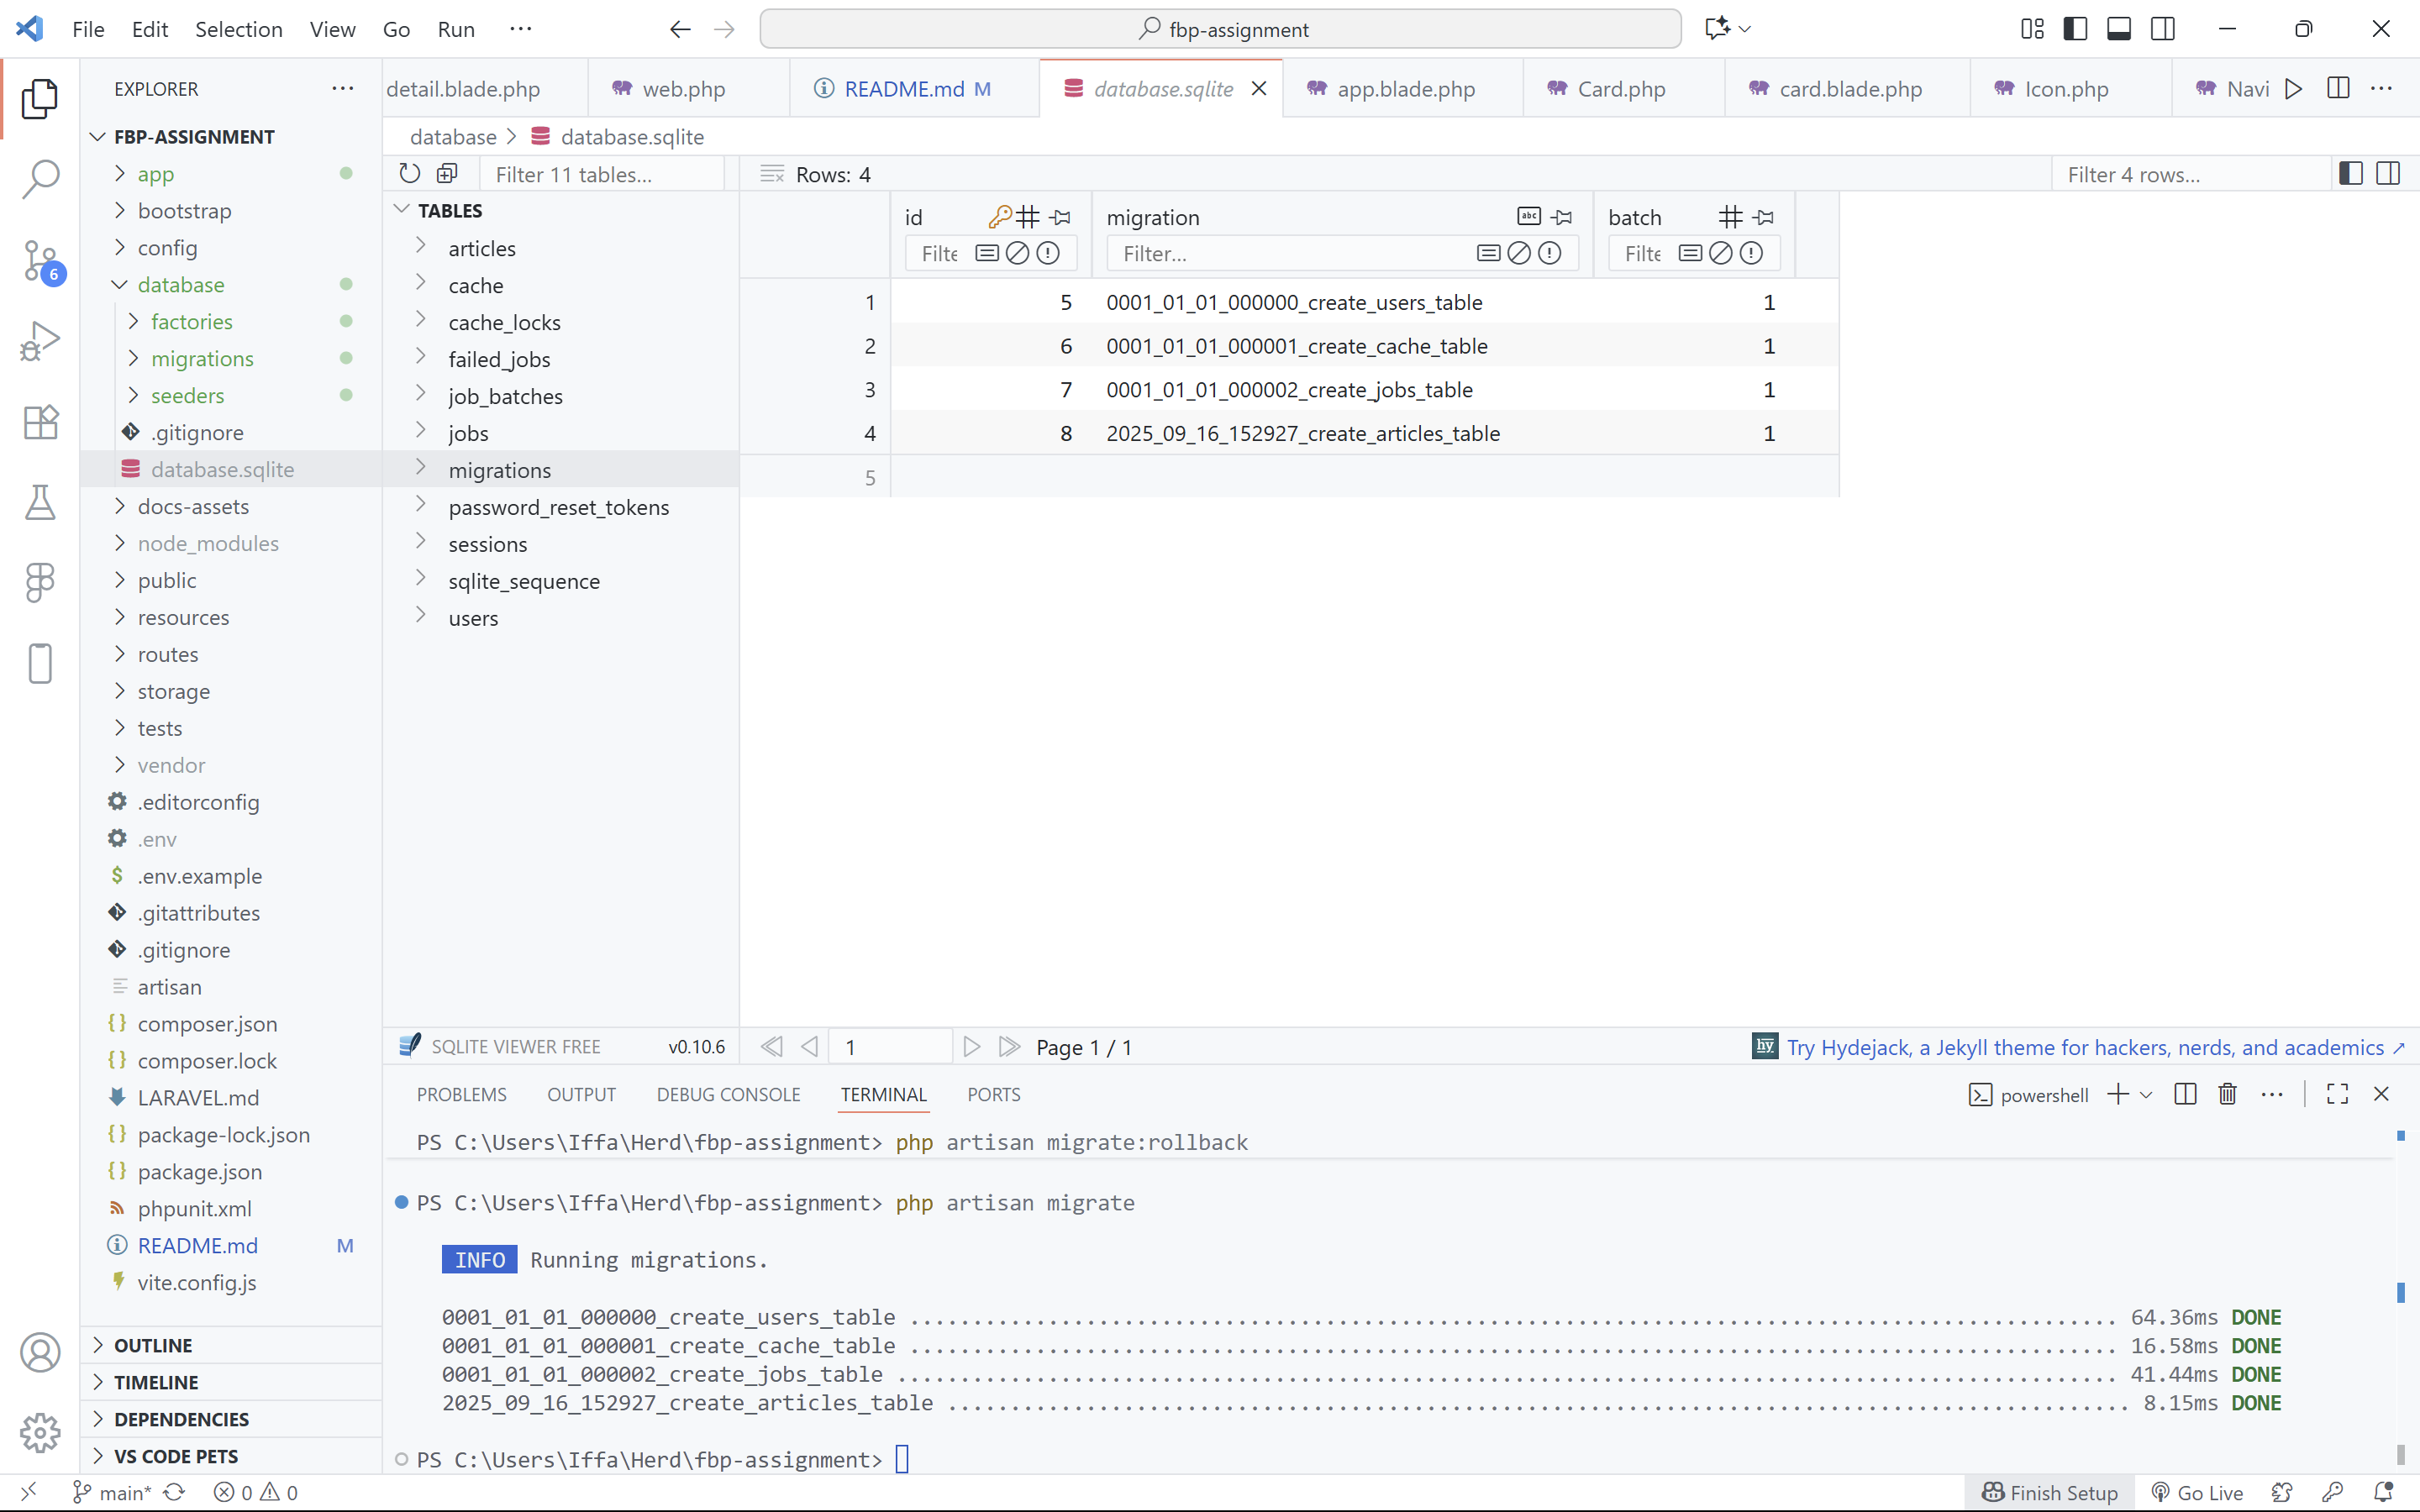 File Edit Selection View Go Run ···
fbp-assignment
EXPLORER
FBP-ASSIGNMENT
app
bootstrap
config
database
factories
migrations
seeders
.gitignore
database.sqlite
docs-assets
node_modules
public
resources
routes
storage
tests
vendor
.editorconfig
.env
.env.example
.gitattributes
.gitignore
artisan
composer.json
composer.lock
LARAVEL.md
package-lock.json
package.json
phpunit.xml
README.md M
vite.config.js
OUTLINE
TIMELINE
DEPENDENCIES
VS CODE PETS
6
detail.blade.php web.php README.md M database.sqlite app.blade.php Card.php card.blade.php Icon.php Navi
database > database.sqlite
Filter 11 tables...
Rows: 4
Filter 4 rows...
TABLES
articles
cache
cache_locks
failed_jobs
job_batches
jobs
migrations
password_reset_tokens
sessions
sqlite_sequence
users
id migration batch
Filte Filter... Filte
1 5 0001_01_01_000000_create_users_table 1
2 6 0001_01_01_000001_create_cache_table 1
3 7 0001_01_01_000002_create_jobs_table 1
4 8 2025_09_16_152927_create_articles_table 1
5
SQLITE VIEWER FREE v0.10.6
1 Page 1 / 1
hy Try Hydejack, a Jekyll theme for hackers, nerds, and academics ↗
PROBLEMS OUTPUT DEBUG CONSOLE TERMINAL PORTS
powershell
PS C:\Users\Iffa\Herd\fbp-assignment> php artisan migrate:rollback
PS C:\Users\Iffa\Herd\fbp-assignment> php artisan migrate
INFO Running migrations.
0001_01_01_000000_create_users_table ........ 64.36ms DONE
0001_01_01_000001_create_cache_table ........ 16.58ms DONE
0001_01_01_000002_create_jobs_table ........ 41.44ms DONE
2025_09_16_152927_create_articles_table ........ 8.15ms DONE
PS C:\Users\Iffa\Herd\fbp-assignment>
main* 0 0
Finish Setup Go Live